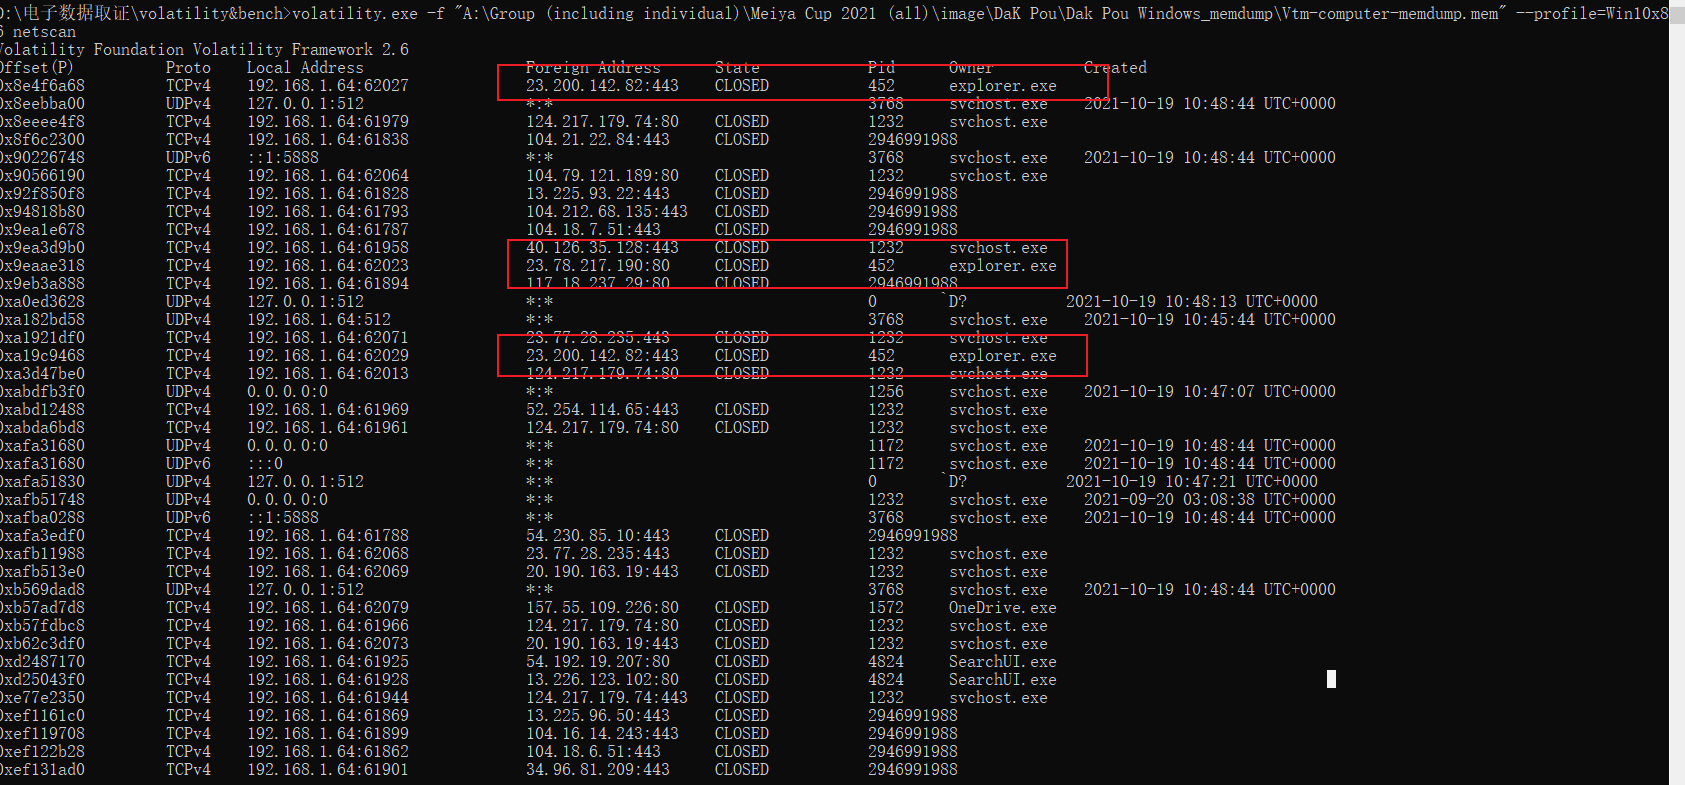 D:\电子数据取证\volatility&bench>volatility.exe -f "A:\Group (including individual)\Meiya Cup 2021 (all)\image\DaK Pou\Dak Pou Windows_memdump\Vtm-computer-memdump.mem" --profile=Win10x8
6 netscan
Volatility Foundation Volatility Framework 2.6
Offset(P) Proto Local Address Foreign Address State Pid Owner Created
0x8e4f6a68 TCPv4 192.168.1.64:62027 23.200.142.82:443 CLOSED 452 explorer.exe
0x8eebba00 UDPv4 127.0.0.1:512 *:* 3768 svchost.exe 2021-10-19 10:48:44 UTC+0000
0x8eeee4f8 TCPv4 192.168.1.64:61979 124.217.179.74:80 CLOSED 1232 svchost.exe
0x8f6c2300 TCPv4 192.168.1.64:61838 104.21.22.84:443 CLOSED 2946991988
0x90226748 UDPv6 ::1:5888 *:* 3768 svchost.exe 2021-10-19 10:48:44 UTC+0000
0x90566190 TCPv4 192.168.1.64:62064 104.79.121.189:80 CLOSED 1232 svchost.exe
0x92f850f8 TCPv4 192.168.1.64:61828 13.225.93.22:443 CLOSED 2946991988
0x94818b80 TCPv4 192.168.1.64:61793 104.212.68.135:443 CLOSED 2946991988
0x9ea1e678 TCPv4 192.168.1.64:61787 104.18.7.51:443 CLOSED 2946991988
0x9ea3d9b0 TCPv4 192.168.1.64:61958 40.126.35.128:443 CLOSED 1232 svchost.exe
0x9eaae318 TCPv4 192.168.1.64:62023 23.78.217.190:80 CLOSED 452 explorer.exe
0x9eb3a888 TCPv4 192.168.1.64:61894 117.18.237.29:80 CLOSED 2946991988
0xa0ed3628 UDPv4 127.0.0.1:512 *:* 0 `D? 2021-10-19 10:48:13 UTC+0000
0xa182bd58 UDPv4 192.168.1.64:512 *:* 3768 svchost.exe 2021-10-19 10:45:44 UTC+0000
0xa1921df0 TCPv4 192.168.1.64:62071 23.77.28.235:443 CLOSED 1232 svchost.exe
0xa19c9468 TCPv4 192.168.1.64:62029 23.200.142.82:443 CLOSED 452 explorer.exe
0xa3d47be0 TCPv4 192.168.1.64:62013 124.217.179.74:80 CLOSED 1232 svchost.exe
0xabdfb3f0 UDPv4 0.0.0.0:0 *:* 1256 svchost.exe 2021-10-19 10:47:07 UTC+0000
0xabd12488 TCPv4 192.168.1.64:61969 52.254.114.65:443 CLOSED 1232 svchost.exe
0xabda6bd8 TCPv4 192.168.1.64:61961 124.217.179.74:80 CLOSED 1232 svchost.exe
0xafa31680 UDPv4 0.0.0.0:0 *:* 1172 svchost.exe 2021-10-19 10:48:44 UTC+0000
0xafa31680 UDPv6 :::0 *:* 1172 svchost.exe 2021-10-19 10:48:44 UTC+0000
0xafa51830 UDPv4 127.0.0.1:512 *:* 0 `D? 2021-10-19 10:47:21 UTC+0000
0xafb51748 UDPv4 0.0.0.0:0 *:* 1232 svchost.exe 2021-09-20 03:08:38 UTC+0000
0xafba0288 UDPv6 ::1:5888 *:* 3768 svchost.exe 2021-10-19 10:48:44 UTC+0000
0xafa3edf0 TCPv4 192.168.1.64:61788 54.230.85.10:443 CLOSED 2946991988
0xafb11988 TCPv4 192.168.1.64:62068 23.77.28.235:443 CLOSED 1232 svchost.exe
0xafb513e0 TCPv4 192.168.1.64:62069 20.190.163.19:443 CLOSED 1232 svchost.exe
0xb569dad8 UDPv4 127.0.0.1:512 *:* 3768 svchost.exe 2021-10-19 10:48:44 UTC+0000
0xb57ad7d8 TCPv4 192.168.1.64:62079 157.55.109.226:80 CLOSED 1572 OneDrive.exe
0xb57fdbc8 TCPv4 192.168.1.64:61966 124.217.179.74:80 CLOSED 1232 svchost.exe
0xb62c3df0 TCPv4 192.168.1.64:62073 20.190.163.19:443 CLOSED 1232 svchost.exe
0xd2487170 TCPv4 192.168.1.64:61925 54.192.19.207:80 CLOSED 4824 SearchUI.exe
0xd25043f0 TCPv4 192.168.1.64:61928 13.226.123.102:80 CLOSED 4824 SearchUI.exe
0xe77e2350 TCPv4 192.168.1.64:61944 124.217.179.74:443 CLOSED 1232 svchost.exe
0xef1161c0 TCPv4 192.168.1.64:61869 13.225.96.50:443 CLOSED 2946991988
0xef119708 TCPv4 192.168.1.64:61899 104.16.14.243:443 CLOSED 2946991988
0xef122b28 TCPv4 192.168.1.64:61862 104.18.6.51:443 CLOSED 2946991988
0xef131ad0 TCPv4 192.168.1.64:61901 34.96.81.209:443 CLOSED 2946991988